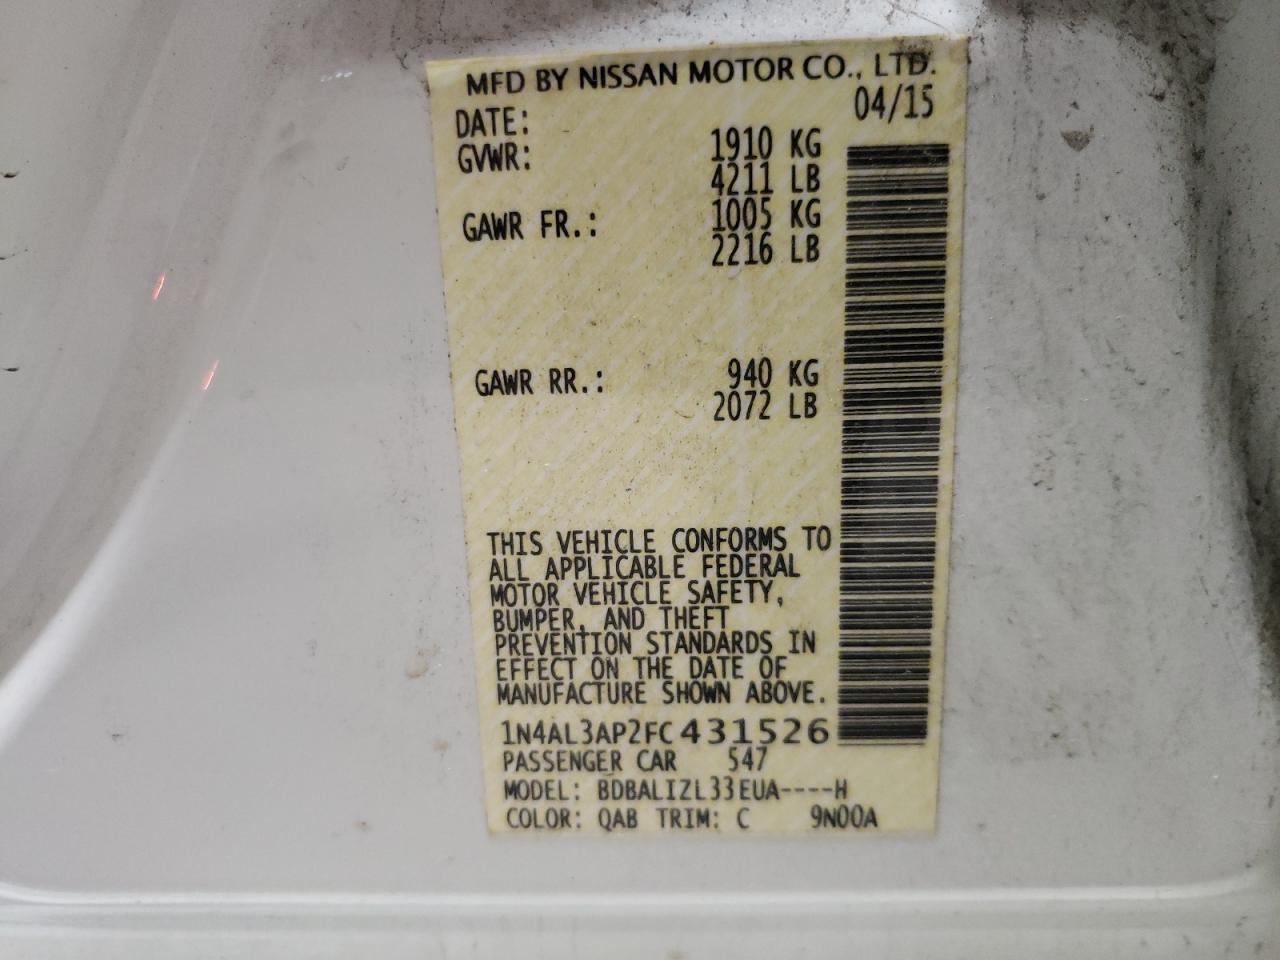 MFD BY NISSAN MOTOR CO., LTD.
DATE: 04/15
GVWR: 1910 KG
4211 LB
GAWR FR.: 1005 KG
2216 LB
GAWR RR.: 940 KG
2072 LB
THIS VEHICLE CONFORMS TO
ALL APPLICABLE FEDERAL
MOTOR VEHICLE SAFETY,
BUMPER, AND THEFT
PREVENTION STANDARDS IN
EFFECT ON THE DATE OF
MANUFACTURE SHOWN ABOVE.
1N4AL3AP2FC431526
PASSENGER CAR 547
MODEL: BDBALIZL33EUA----H
COLOR: QAB TRIM: C 9N00A